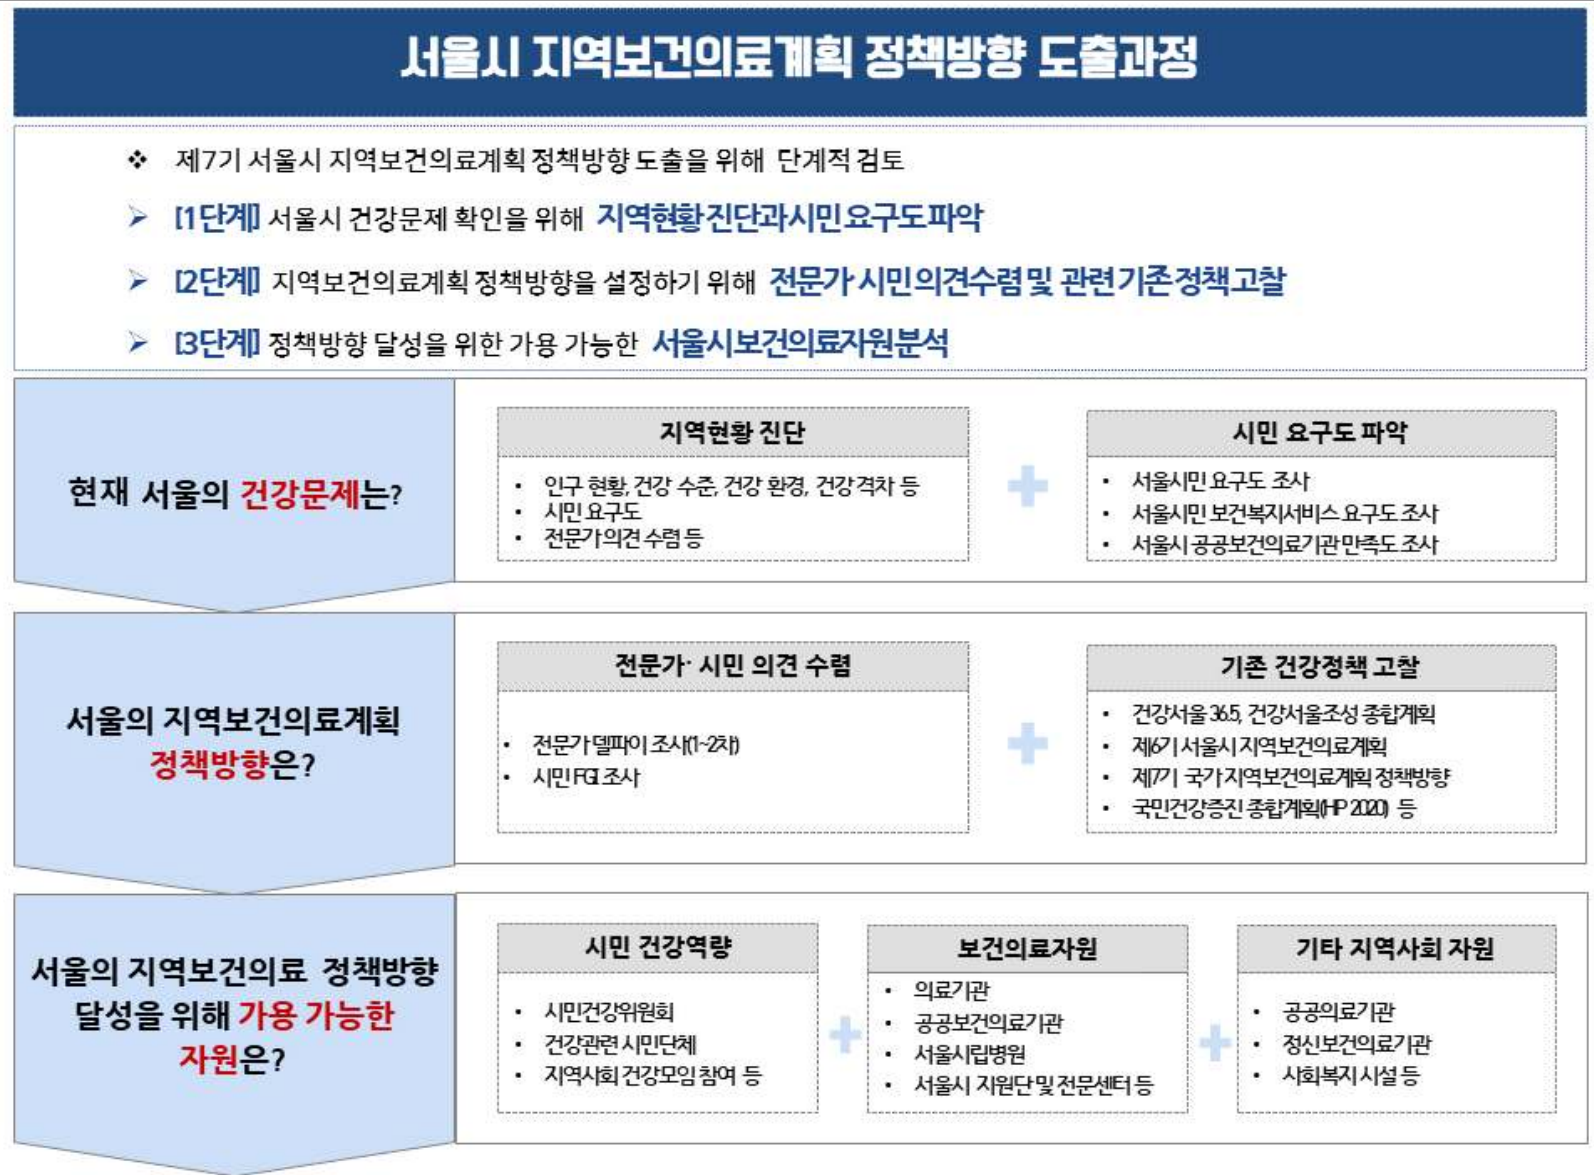 서울시 지역보건의료계획 정책방향 도출과정
❖ 제7기 서울시 지역보건의료계획 정책방향 도출을 위해 단계적 검토
➢ [1단계] 서울시 건강문제 확인을 위해 지역현황 진단과 시민 요구도 파악
➢ [2단계] 지역보건의료계획 정책방향을 설정하기 위해 전문가·시민 의견수렴 및 관련 기존 정책 고찰
➢ [3단계] 정책방향 달성을 위한 가용 가능한 서울시 보건의료자원 분석
현재 서울의 건강문제는?
지역현황 진단
• 인구 현황, 건강 수준, 건강 환경, 건강격차 등
• 시민 요구도
• 전문가 의견 수렴 등
시민 요구도 파악
• 서울시민 요구도 조사
• 서울시민 보건복지서비스 요구도 조사
• 서울시 공공보건의료기관 만족도 조사
서울의 지역보건의료계획
정책방향은?
전문가· 시민 의견 수렴
• 전문가 델파이 조사(1~2차)
• 시민 FGI 조사
기존 건강정책 고찰
• 건강서울 36.5, 건강서울조성 종합계획
• 제6기 서울시 지역보건의료계획
• 제7기 국가 지역보건의료계획 정책방향
• 국민건강증진 종합계획(HP 2020) 등
서울의 지역보건의료 정책방향
달성을 위해 가용 가능한
자원은?
시민 건강역량
• 시민건강위원회
• 건강관련 시민단체
• 지역사회 건강모임 참여 등
보건의료자원
• 의료기관
• 공공보건의료기관
• 서울시립병원
• 서울시 지원단 및 전문센터 등
기타 지역사회 자원
• 공공의료기관
• 정신보건의료기관
• 사회복지 시설 등